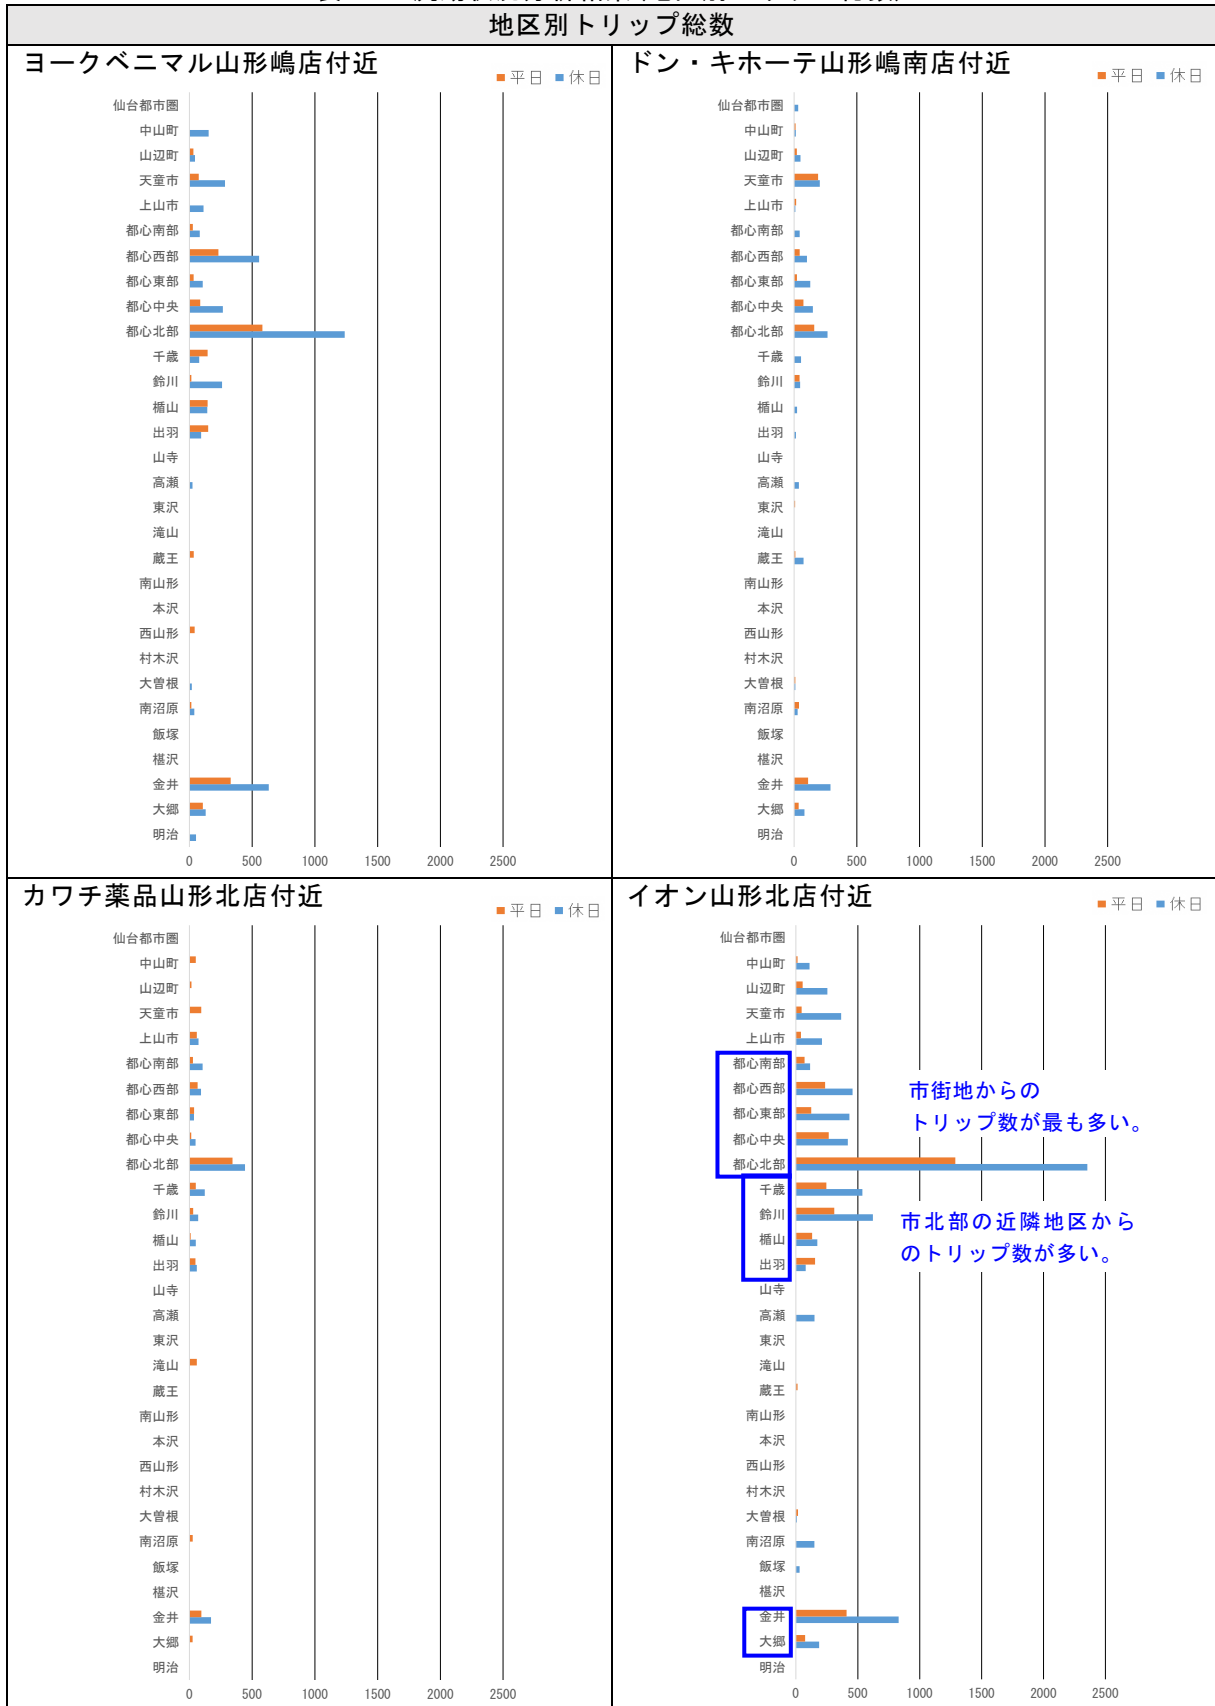 地区別トリップ総数
ヨークベニマル山形嶋店付近
平日 休日
仙台都市圏
中山町
山辺町
天童市
上山市
都心南部
都心西部
都心東部
都心中央
都心北部
千歳
鈴川
楯山
出羽
山寺
高瀬
東沢
滝山
蔵王
南山形
本沢
西山形
村木沢
大曽根
南沼原
飯塚
椹沢
金井
大郷
明治
0 500 1000 1500 2000 2500
ドン・キホーテ山形嶋南店付近
平日 休日
仙台都市圏
中山町
山辺町
天童市
上山市
都心南部
都心西部
都心東部
都心中央
都心北部
千歳
鈴川
楯山
出羽
山寺
高瀬
東沢
滝山
蔵王
南山形
本沢
西山形
村木沢
大曽根
南沼原
飯塚
椹沢
金井
大郷
明治
0 500 1000 1500 2000 2500
カワチ薬品山形北店付近
平日 休日
仙台都市圏
中山町
山辺町
天童市
上山市
都心南部
都心西部
都心東部
都心中央
都心北部
千歳
鈴川
楯山
出羽
山寺
高瀬
東沢
滝山
蔵王
南山形
本沢
西山形
村木沢
大曽根
南沼原
飯塚
椹沢
金井
大郷
明治
0 500 1000 1500 2000 2500
イオン山形北店付近
平日 休日
仙台都市圏
中山町
山辺町
天童市
上山市
都心南部
都心西部
都心東部
都心中央
都心北部
千歳
鈴川
楯山
出羽
山寺
高瀬
東沢
滝山
蔵王
南山形
本沢
西山形
村木沢
大曽根
南沼原
飯塚
椹沢
金井
大郷
明治
0 500 1000 1500 2000 2500
市街地からの
トリップ数が最も多い。
市北部の近隣地区から
のトリップ数が多い。